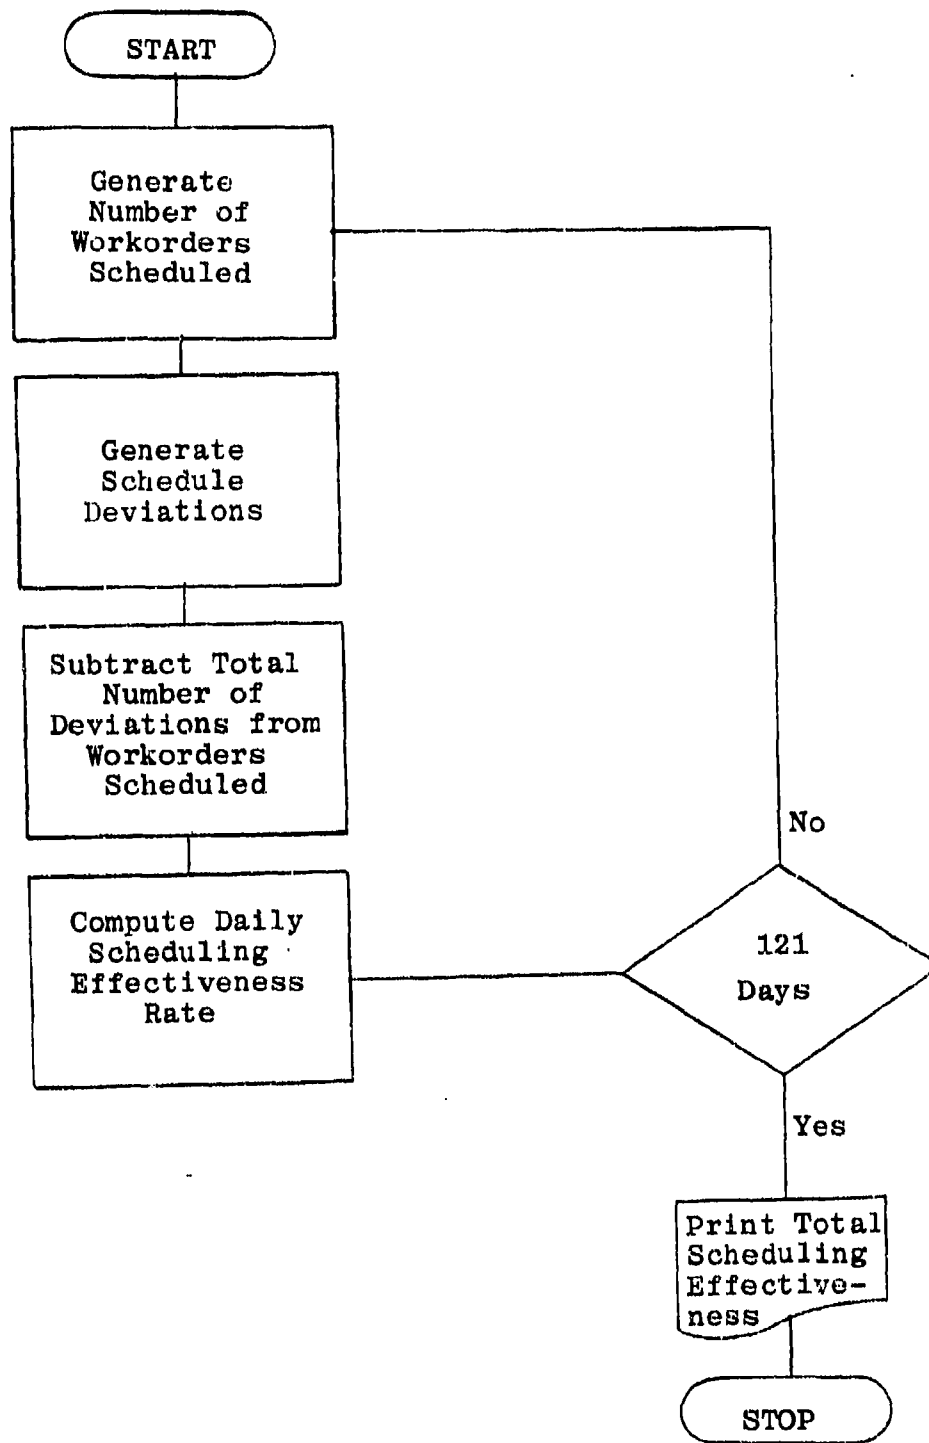 START
Generate
Number of
Workorders
Scheduled
Generate
Schedule
Deviations
Subtract Total
Number of
Deviations from
Workorders
Scheduled
Compute Daily
Scheduling
Effectiveness
Rate
No
121
Days
Yes
Print Total
Scheduling
Effective-
ness
STOP